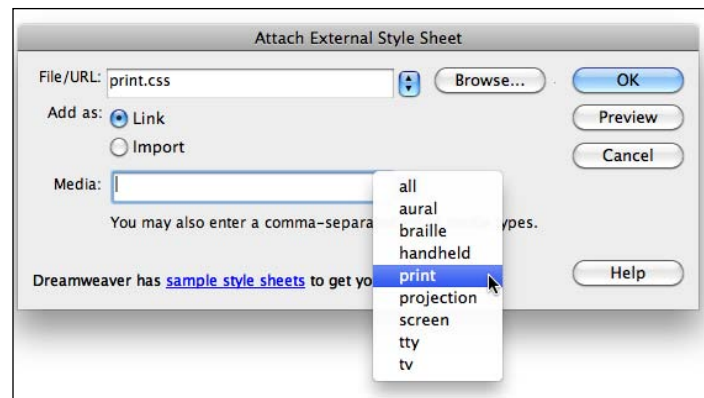 Attach External Style Sheet
File/URL: print.css Browse... OK
Add as: Link Preview
Import Cancel
Media:
all
You may also enter a comma-separa ypes.
aural
braille
handheld
Dreamweaver has sample style sheets to get yo print Help
projection
screen
tty
tv